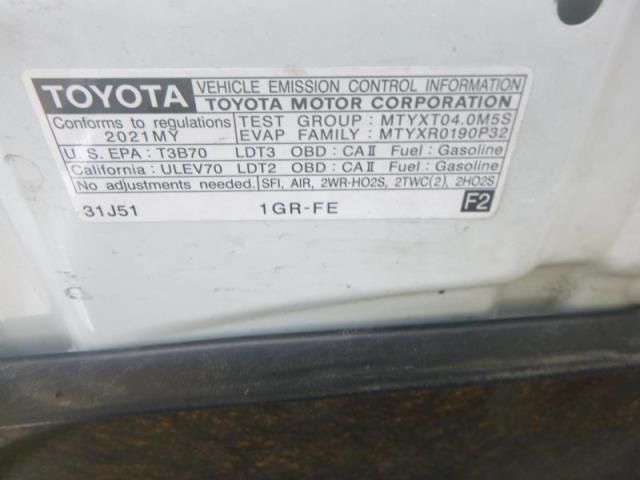 TOYOTA
VEHICLE EMISSION CONTROL INFORMATION
TOYOTA MOTOR CORPORATION
Conforms to regulations
2021MY
TEST GROUP : MTYXT04.0M5S
EVAP FAMILY : MTYXR0190P32
U.S. EPA : T3B70 LDT3 OBD : CAII Fuel : Gasoline
California : ULEV70 LDT2 OBD : CAII Fuel : Gasoline
No adjustments needed. SFI, AIR, 2WR-HO2S, 2TWC(2), 2HO2S
31J51 1GR-FE F2